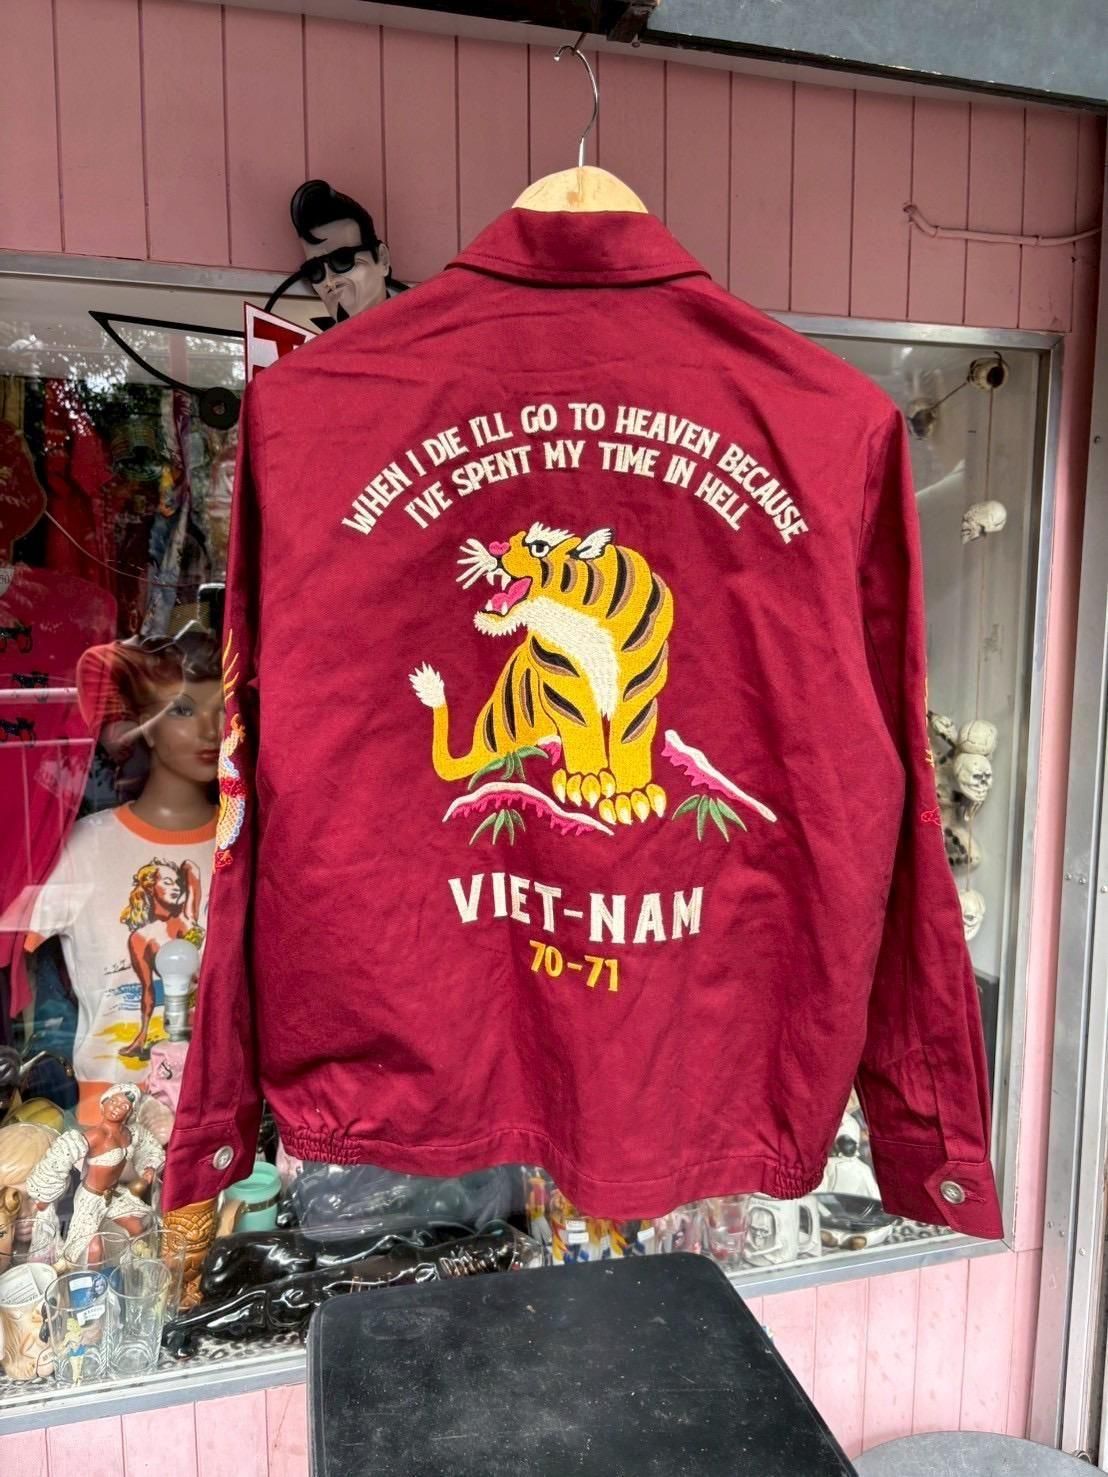 WHEN I DIE I'LL GO TO HEAVEN BECAUSE
I'VE SPENT MY TIME IN HELL
VIET-NAM
70-71